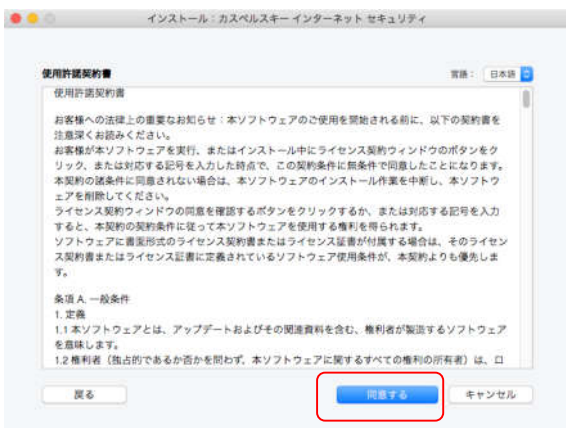 インストール：カスペルスキー インターネット セキュリティ
使用許諾契約書
言語： 日本語
使用許諾契約書
お客様への法律上の重要なお知らせ：本ソフトウェアのご使用を開始される前に、以下の契約書を
注意深くお読みください。
お客様が本ソフトウェアを実行、またはインストール中にライセンス契約ウィンドウのボタンをク
リック、または対応する記号を入力した時点で、この契約条件に無条件で同意したことになります。
本契約の諸条件に同意されない場合は、本ソフトウェアのインストール作業を中断し、本ソフトウ
ェアを削除してください。
ライセンス契約ウィンドウの同意を確認するボタンをクリックするか、または対応する記号を入力
すると、本契約の契約条件に従って本ソフトウェアを使用する権利を得られます。
ソフトウェアに書面形式のライセンス契約書またはライセンス証書が付属する場合は、そのライセン
ス契約書またはライセンス証書に定義されているソフトウェア使用条件が、本契約よりも優先しま
す。
条項 A. 一般条件
1. 定義
1.1 本ソフトウェアとは、アップデートおよびその関連資料を含む、権利者が製造するソフトウェア
を意味します。
1.2 権利者（独占的であるか否かを問わず、本ソフトウェアに関するすべての権利の所有者）は、ロ
戻る
同意する
キャンセル